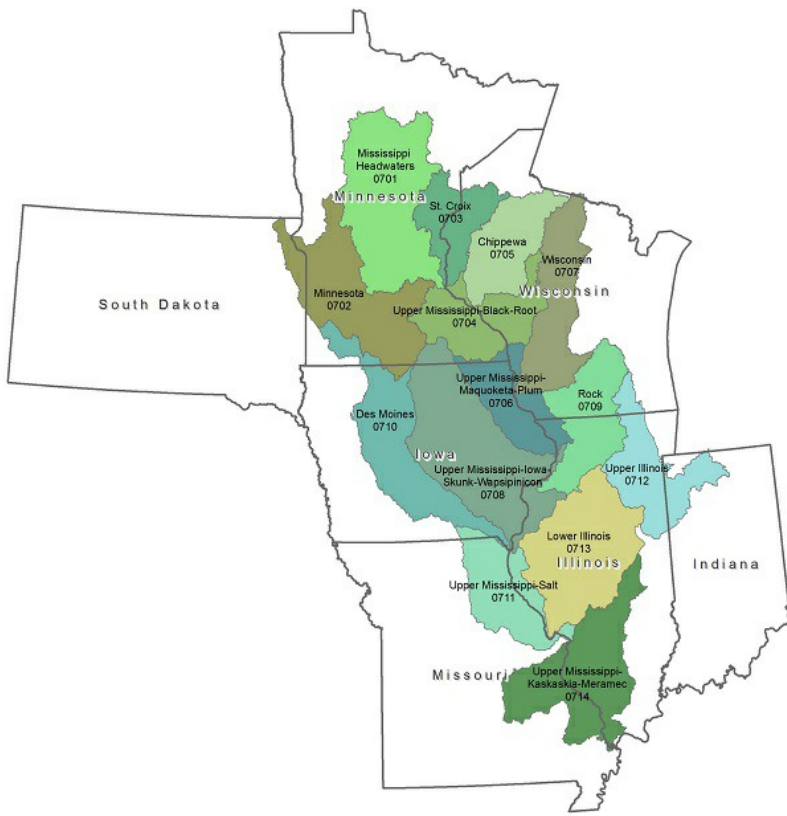 Mississippi
Headwaters
0701
Minnesota
St. Croix
0703
Chippewa
0705
Wisconsin
0707
Wisconsin
South Dakota
Minnesota
0702
Upper Mississippi-Black-Root
0704
Upper Mississippi-
Maquoketa-Plum
0706
Rock
0709
Des Moines
0710
Iowa
Upper Mississippi-Iowa-
Skunk-Wapsipinicon
0708
Upper Illinois
0712
Lower Illinois
0713
Illinois
Indiana
Upper Mississippi-Salt
0711
Missouri
Upper Mississippi-
Kaskaskia-Meramec
0714